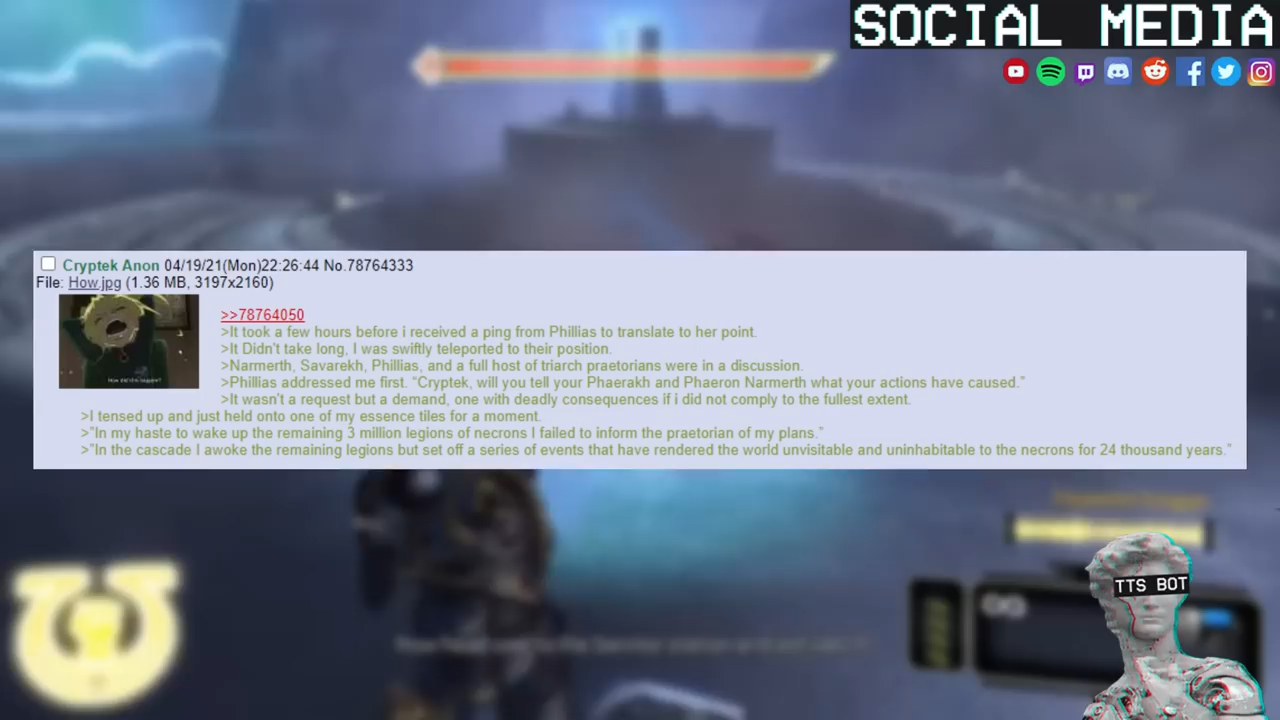 SOCIAL MEDIA
Cryptek Anon 04/19/21(Mon)22:26:44 No.78764333
File: How.jpg (1.36 MB, 3197x2160)
>>78764050
>It took a few hours before i received a ping from Phillias to translate to her point.
>It Didn't take long, I was swiftly teleported to their position.
>Narmerth, Savarekh, Phillias, and a full host of triarch praetorians were in a discussion.
>Phillias addressed me first. “Cryptek, will you tell your Phaerakh and Phaeron Narmerth what your actions have caused.”
>It wasn't a request but a demand, one with deadly consequences if i did not comply to the fullest extent.
>I tensed up and just held onto one of my essence tiles for a moment.
>”In my haste to wake up the remaining 3 million legions of necrons I failed to inform the praetorian of my plans.”
>”In the cascade I awoke the remaining legions but set off a series of events that have rendered the world unvisitable and uninhabitable to the necrons for 24 thousand years.”
TTS BOT